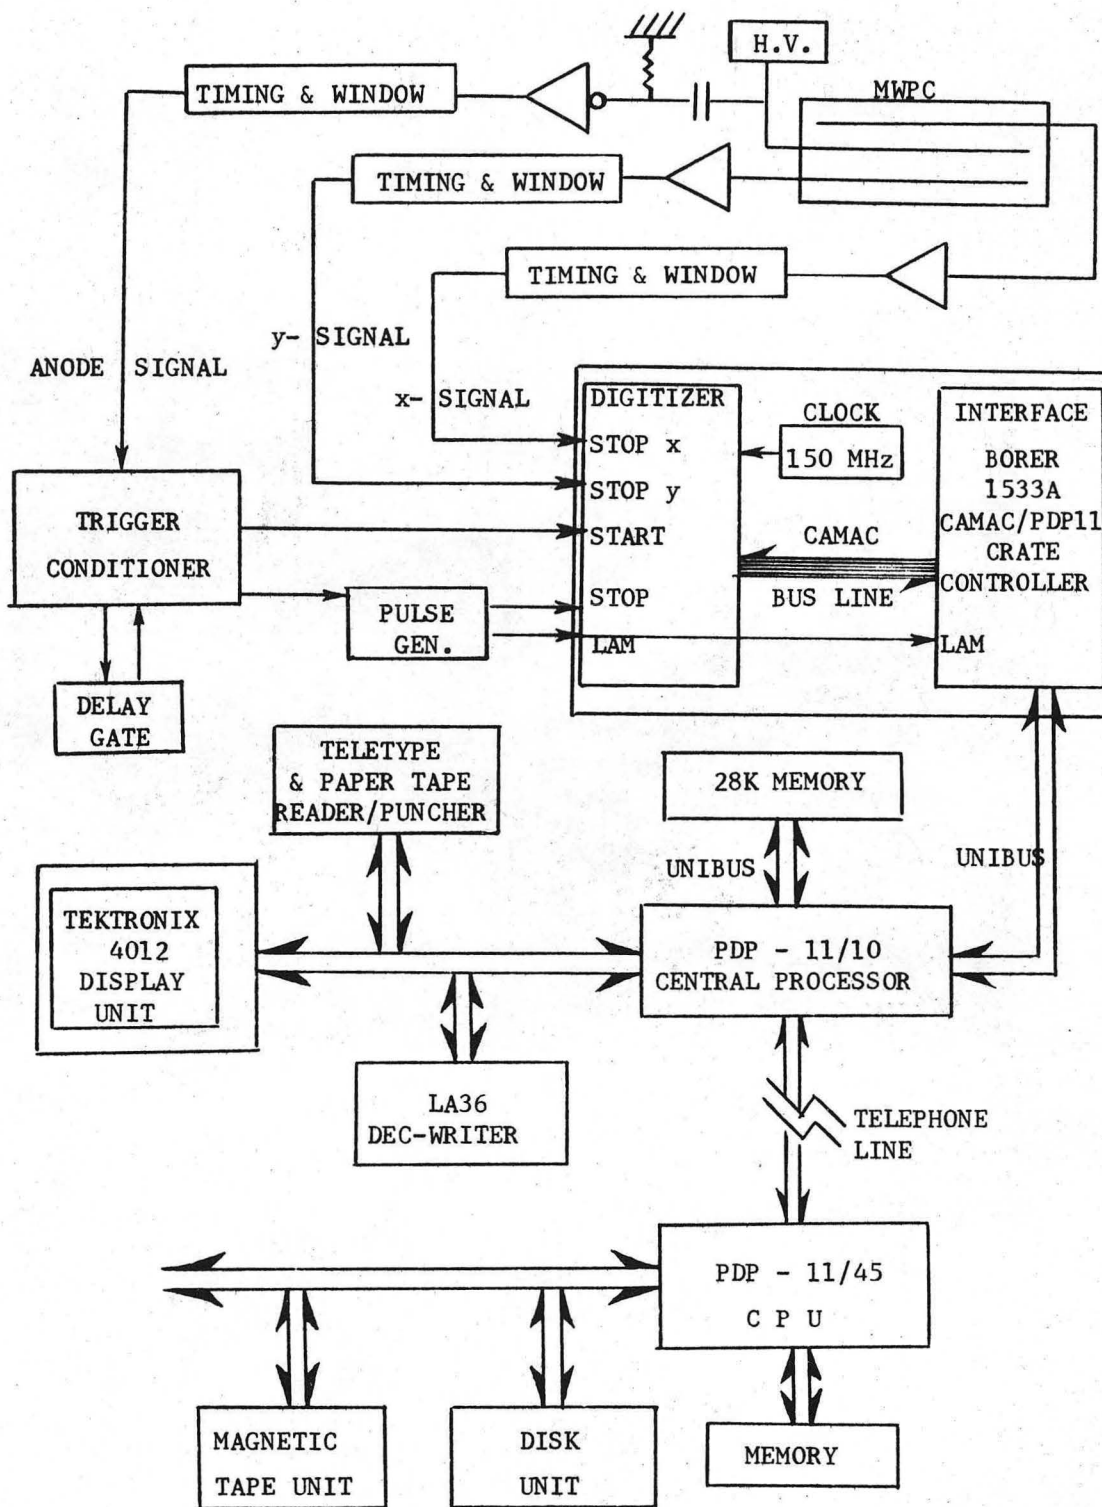 H.V.
TIMING & WINDOW
MWPC
TIMING & WINDOW
TIMING & WINDOW
y- SIGNAL
ANODE SIGNAL
x- SIGNAL
DIGITIZER
STOP x
STOP y
START
STOP
LAM
CLOCK
150 MHz
CAMAC
BUS LINE
INTERFACE
BORER
1533A
CAMAC/PDP11
CRATE
CONTROLLER
LAM
TRIGGER
CONDITIONER
PULSE
GEN.
DELAY
GATE
TELETYPE
& PAPER TAPE
READER/PUNCHER
28K MEMORY
UNIBUS
UNIBUS
TEKTRONIX
4012
DISPLAY
UNIT
PDP - 11/10
CENTRAL PROCESSOR
LA36
DEC-WRITER
TELEPHONE
LINE
PDP - 11/45
C P U
MAGNETIC
TAPE UNIT
DISK
UNIT
MEMORY